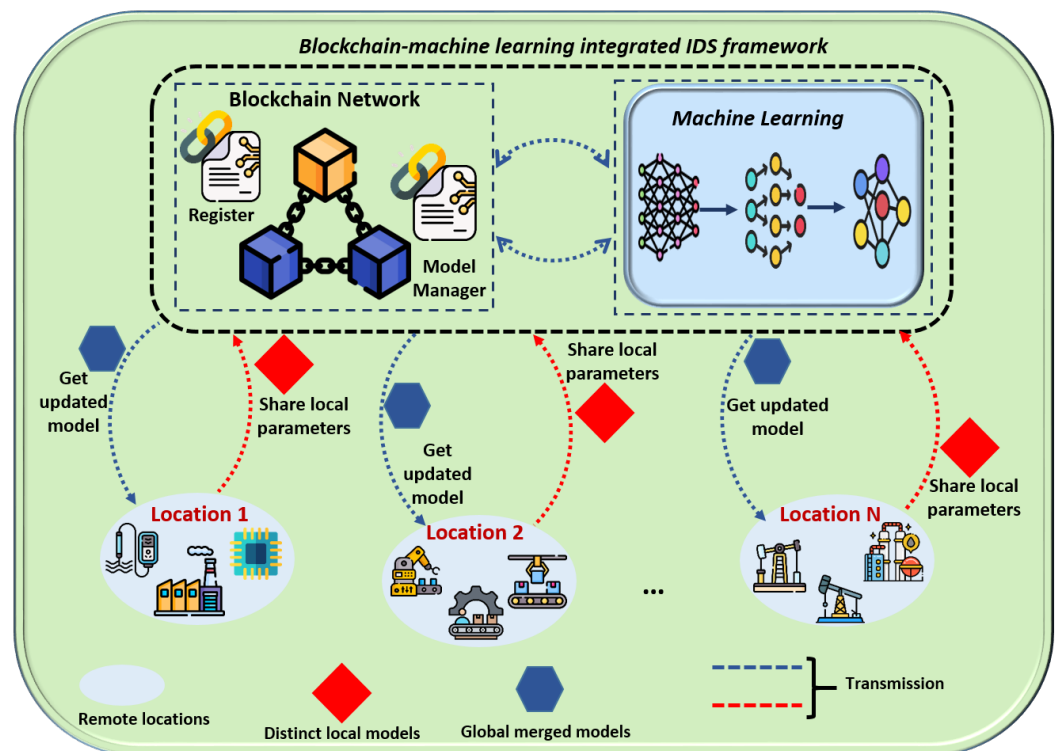 Blockchain-machine learning integrated IDS framework
Blockchain Network
Register
Model
Manager
Machine Learning
Get
updated
model
Share local
parameters
Get
updated
model
Share local
parameters
Get updated
model
Share local
parameters
Location 1
Location 2
...
Location N
Remote locations
Distinct local models
Global merged models
Transmission